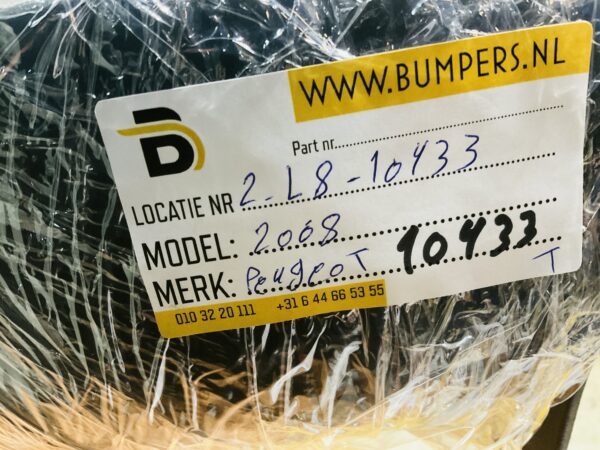 WWW.BUMPERS.NL
B
Part nr.
LOCATIE NR 2-L8-10433
MODEL: 2008
MERK: PeugeoT 10433 T
010 32 20 111 +31 6 44 66 53 55